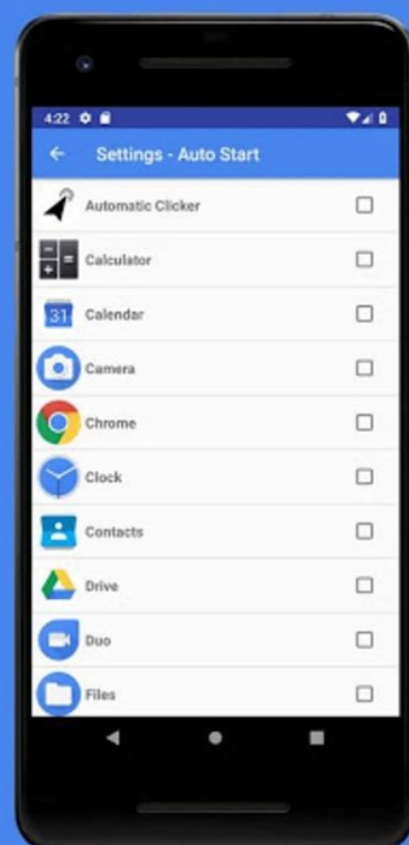 4:22
Settings - Auto Start
Automatic Clicker
Calculator
31 Calendar
Camera
Chrome
Clock
Contacts
Drive
Duo
Files